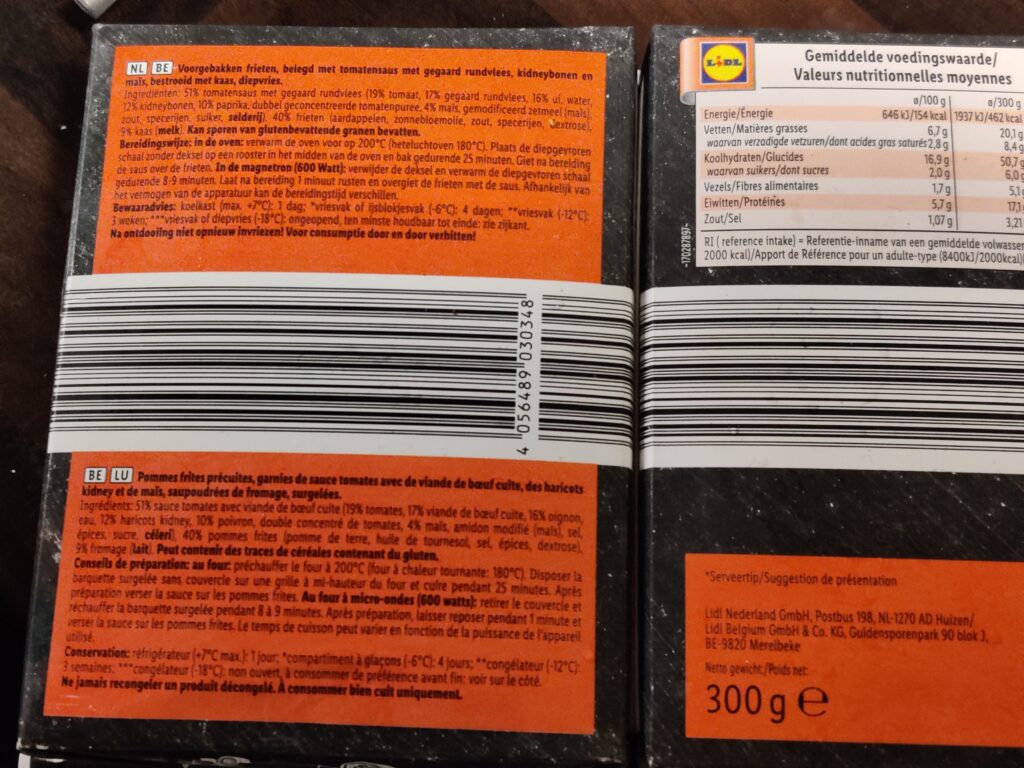 NL BE Voorgebakken frieten, belegd met tomatensaus met gegaard rundvlees, kidneybonen en
maïs, bestrooid met kaas, diepvries.
Ingrediënten: 51% tomatensaus met gegaard rundvlees (19% tomaat, 17% gegaard rundvlees, 16% ui, water,
12% kidneybonen, 10% paprika, dubbel geconcentreerde tomatenpuree, 4% maïs, gemodificeerd zetmeel (maïs),
zout, specerijen, suiker, selderij), 40% frieten (aardappelen, zonnebloemolie, zout, specerijen, dextrose),
9% kaas (melk). Kan sporen van glutenbevattende granen bevatten.
Bereidingswijze: in de oven: verwarm de oven voor op 200°C (heteluchtoven 180°C). Plaats de diepgevroren
schaal zonder deksel op een rooster in het midden van de oven en bak gedurende 25 minuten. Giet na bereiding
de saus over de frieten. In de magnetron (600 Watt): verwijder de deksel en verwarm de diepgevroren schaal
gedurende 8-9 minuten. Laat na bereiding 1 minuut rusten en overgiet de frieten met de saus. Afhankelijk van
het vermogen van de apparatuur kan de bereidingstijd verschillen.
Bewaaradvies: koelkast (max. +7°C): 1 dag; *vriesvak of ijsblokjesvak (-6°C): 4 dagen; **vriesvak (-12°C):
3 weken; ***vriesvak of diepvries (-18°C): ongeopend, ten minste houdbaar tot einde: zie zijkant.
Na ontdooiing niet opnieuw invriezen! Voor consumptie door en door verhitten!
4 056489 030348
BE LU Pommes frites précuites, garnies de sauce tomates avec de viande de bœuf cuite, des haricots
kidney et de maïs, saupoudrées de fromage, surgelées.
Ingrédients: 51% sauce tomates avec viande de bœuf cuite (19% tomates, 17% viande de bœuf cuite, 16% oignon,
eau, 12% haricots kidney, 10% poivron, double concentré de tomates, 4% maïs, amidon modifié (maïs), sel,
épices, sucre, céleri), 40% pommes frites (pomme de terre, huile de tournesol, sel, épices, dextrose),
9% fromage (lait). Peut contenir des traces de céréales contenant du gluten.
Conseils de préparation: au four: préchauffer le four à 200°C (four à chaleur tournante: 180°C). Disposer la
barquette surgelée sans couvercle sur une grille à mi-hauteur du four et cuire pendant 25 minutes. Après
préparation verser la sauce sur les pommes frites. Au four à micro-ondes (600 watts): retirer le couvercle et
réchauffer la barquette surgelée pendant 8 à 9 minutes. Après préparation, laisser reposer pendant 1 minute et
verser la sauce sur les pommes frites. Le temps de cuisson peut varier en fonction de la puissance de l'appareil
utilisé.
Conservation: réfrigérateur (+7°C max.): 1 jour; *compartiment à glaçons (-6°C): 4 jours; **congélateur (-12°C):
3 semaines; ***congélateur (-18°C): non ouvert, à consommer de préférence avant fin: voir sur le côté.
Ne jamais recongeler un produit décongelé. À consommer bien cuit uniquement.
LIDL
Gemiddelde voedingswaarde/
Valeurs nutritionnelles moyennes
ø/100 g ø/300 g
Energie/Énergie 646 kJ/154 kcal 1937 kJ/462 kcal
Vetten/Matières grasses 6,7 g 20,1 g
waarvan verzadigde vetzuren/dont acides gras saturés 2,8 g 8,4 g
Koolhydraten/Glucides 16,9 g 50,7 g
waarvan suikers/dont sucres 2,0 g 6,0 g
Vezels/Fibres alimentaires 1,7 g 5,1 g
Eiwitten/Protéines 5,7 g 17,1
Zout/Sel 1,07 g 3,21
RI ( reference intake) = Referentie-inname van een gemiddelde volwassen
2000 kcal)/Apport de Référence pour un adulte-type (8400kJ/2000kcal)
-170287897-
*Serveertip/Suggestion de présentation
Lidl Nederland GmbH, Postbus 198, NL-1270 AD Huizen/
Lidl Belgium GmbH & Co. KG, Guldensporenpark 90 blok J,
BE-9820 Merelbeke
Netto gewicht:/Poids net:
300 g e